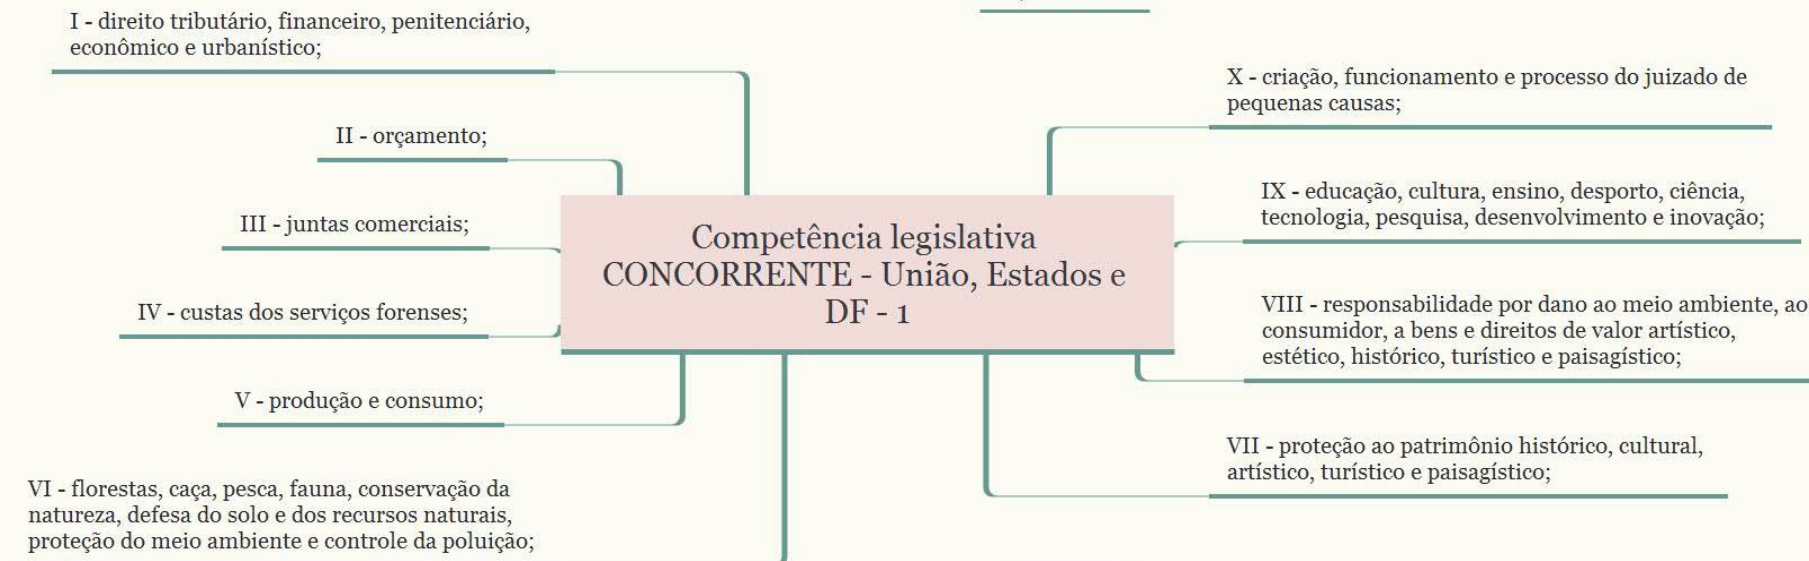 I - direito tributário, financeiro, penitenciário,
econômico e urbanístico;
II - orçamento;
III - juntas comerciais;
IV - custas dos serviços forenses;
V - produção e consumo;
VI - florestas, caça, pesca, fauna, conservação da
natureza, defesa do solo e dos recursos naturais,
proteção do meio ambiente e controle da poluição;
Competência legislativa
CONCORRENTE - União, Estados e
DF - 1
X - criação, funcionamento e processo do juizado de
pequenas causas;
IX - educação, cultura, ensino, desporto, ciência,
tecnologia, pesquisa, desenvolvimento e inovação;
VIII - responsabilidade por dano ao meio ambiente, ao
consumidor, a bens e direitos de valor artístico,
estético, histórico, turístico e paisagístico;
VII - proteção ao patrimônio histórico, cultural,
artístico, turístico e paisagístico;